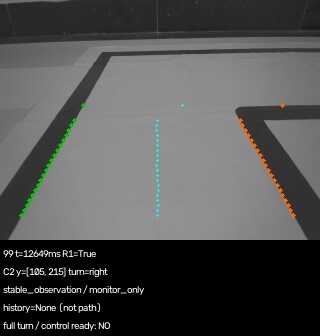 99 t=12649ms R1=True
C2 y=[105, 215] turn=right
stable_observation / monitor_only
history=None (not path)
full turn / control ready: NO